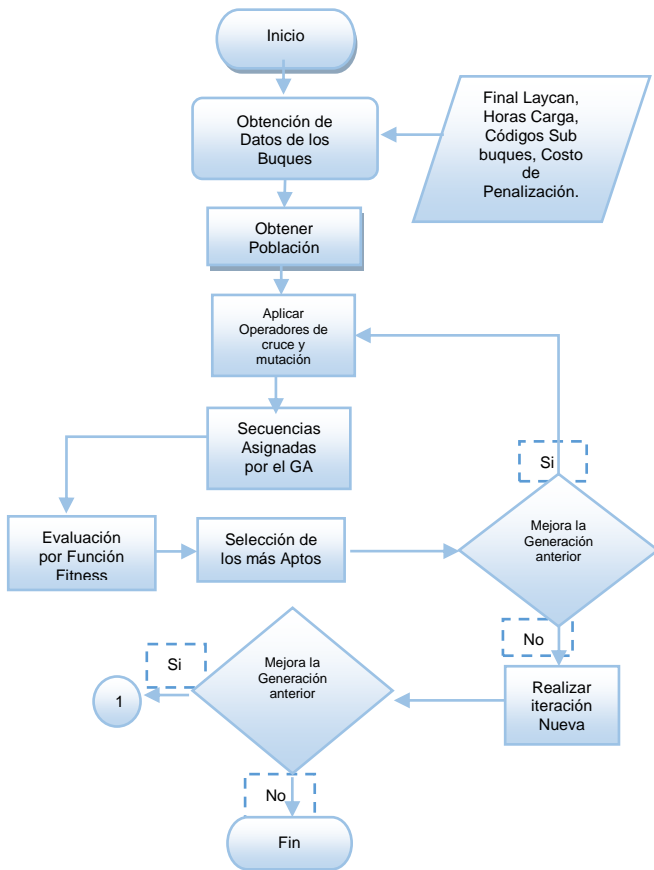 Inicio
Obtención de
Datos de los
Buques
Final Laycan,
Horas Carga,
Códigos Sub
buques, Costo
de
Penalización.
Obtener
Población
Aplicar
Operadores de
cruce y
mutación
Secuencias
Asignadas
por el GA
Si
Evaluación
por Función
Fitness
Selección de
los más Aptos
Mejora la
Generación
anterior
No
Realizar
iteración
Nueva
Mejora la
Generación
anterior
Si
1
No
Fin